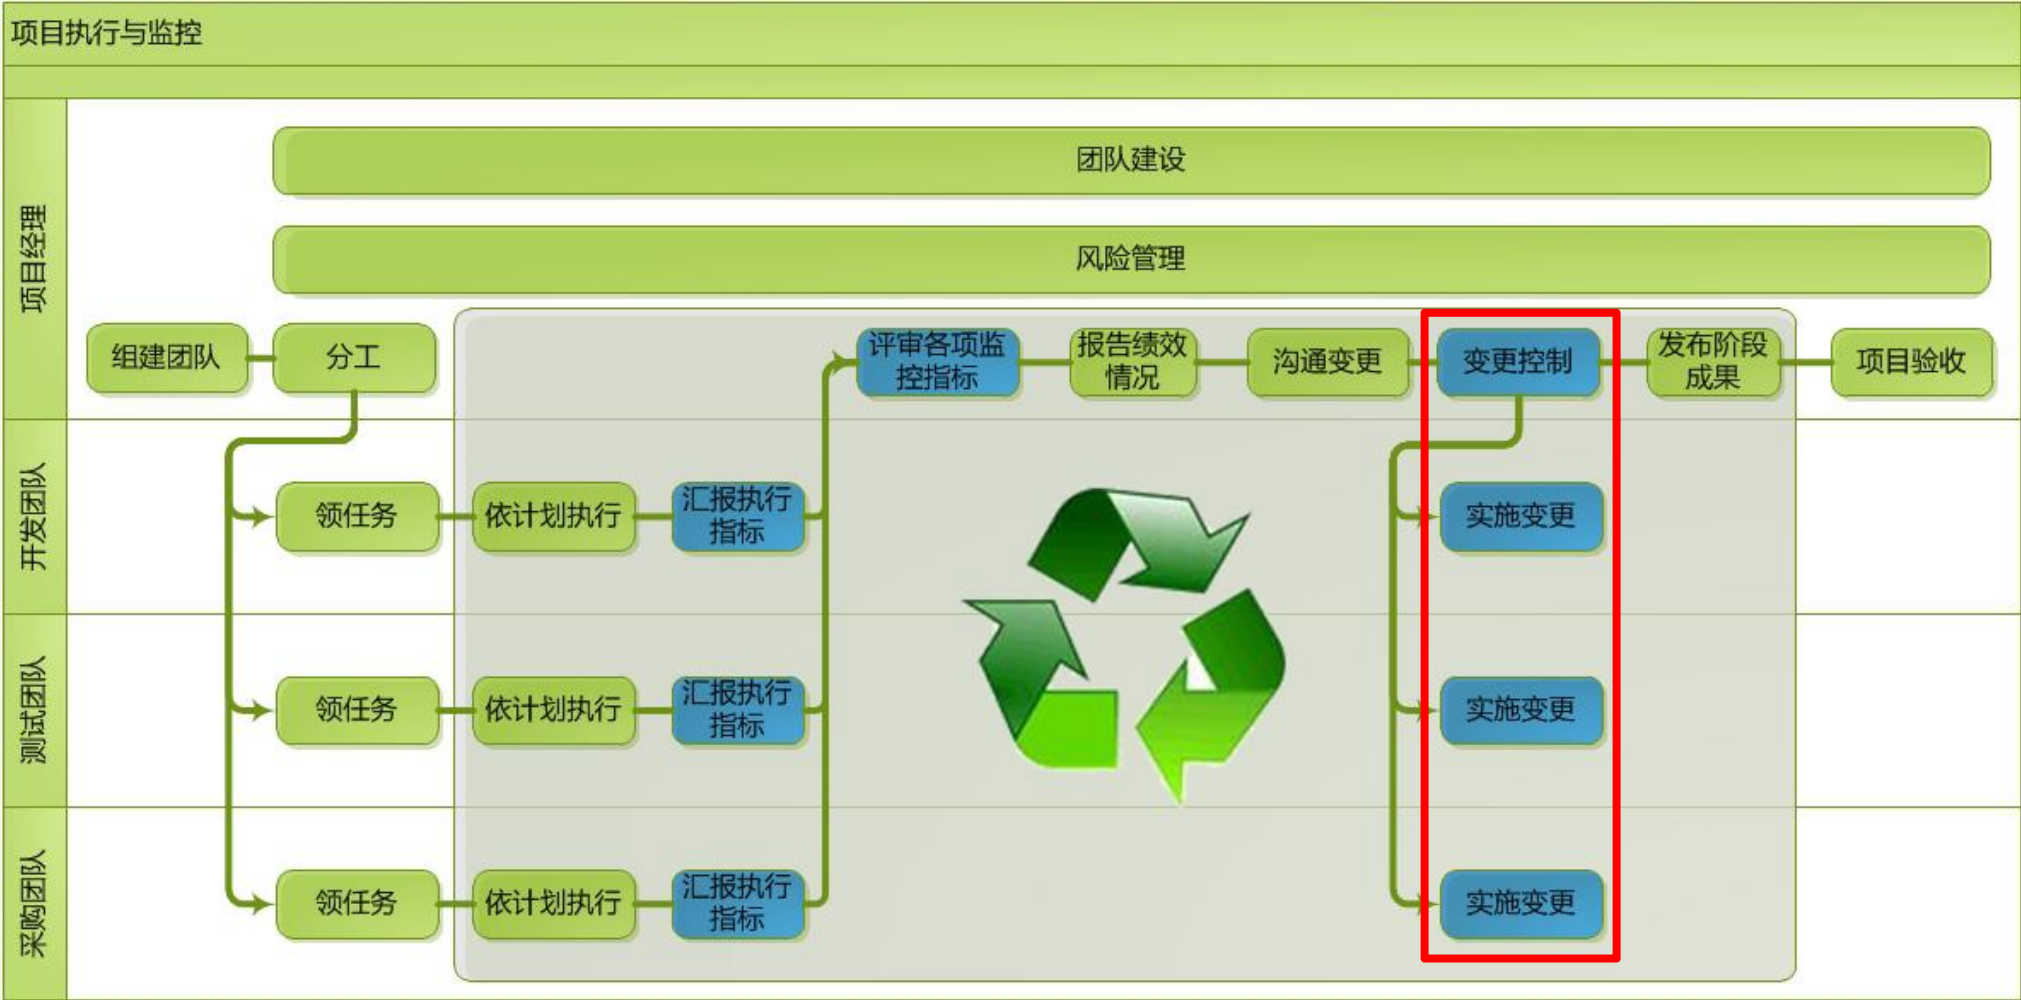 项目执行与监控
项目经理
团队建设
风险管理
组建团队
分工
评审各项监
控指标
报告绩效
情况
沟通变更
变更控制
发布阶段
成果
项目验收
开发团队
领任务
依计划执行
汇报执行
指标
实施变更
测试团队
领任务
依计划执行
汇报执行
指标
实施变更
采购团队
领任务
依计划执行
汇报执行
指标
实施变更